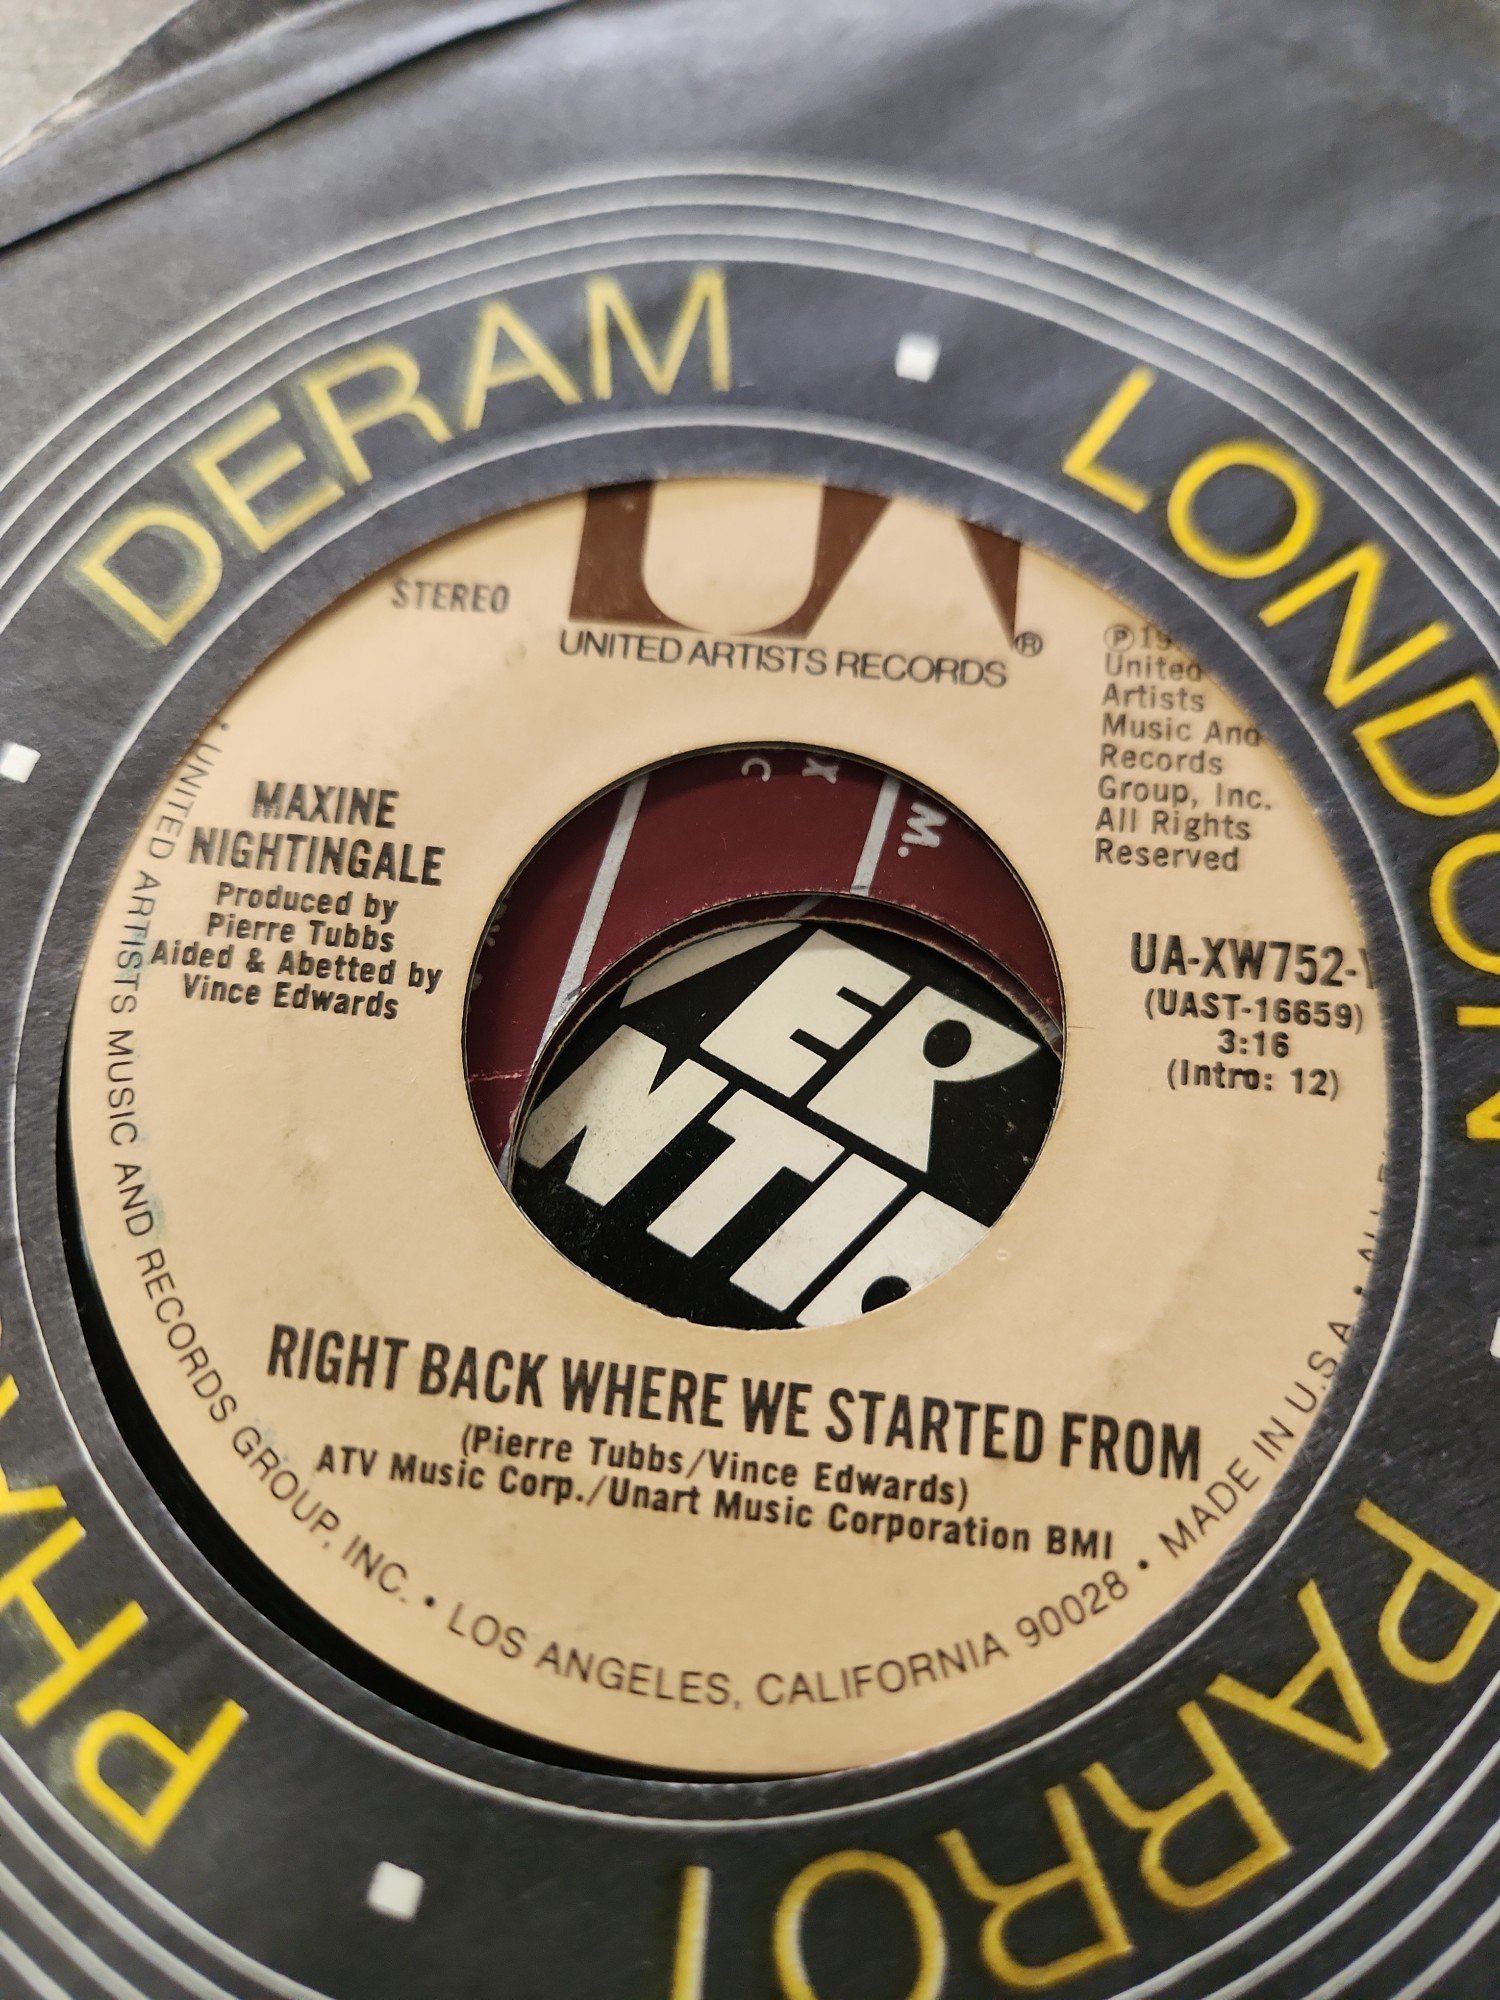 DERAM
LONDON
PARROT
UA
STEREO
UNITED ARTISTS RECORDS®
℗
United
Artists
Music And
Records
Group, Inc.
All Rights
Reserved
MAXINE
NIGHTINGALE
Produced by
Pierre Tubbs
Aided & Abetted by
Vince Edwards
UA-XW752-Y
(UAST-16659)
3:16
(Intro: 12)
RIGHT BACK WHERE WE STARTED FROM
(Pierre Tubbs/Vince Edwards)
ATV Music Corp./Unart Music Corporation BMI
• UNITED ARTISTS MUSIC AND RECORDS GROUP, INC. • LOS ANGELES, CALIFORNIA 90028 • MADE IN U.S.A. •